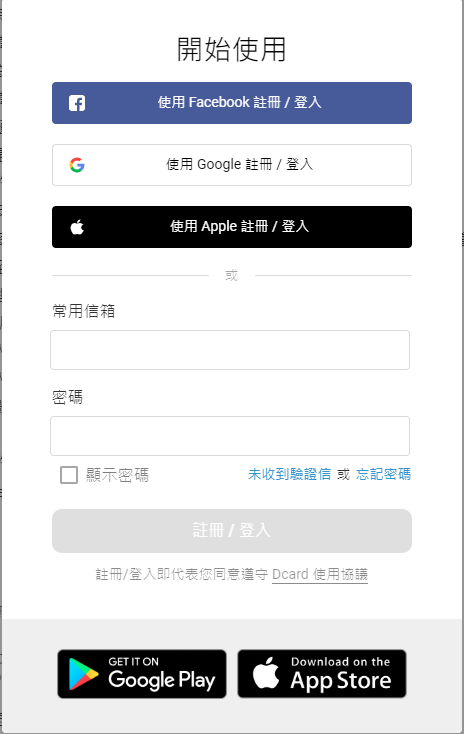 開始使用
使用 Facebook 註冊 / 登入
使用 Google 註冊 / 登入
使用 Apple 註冊 / 登入
或
常用信箱
密碼
顯示密碼 未收到驗證信 或 忘記密碼
註冊 / 登入
註冊/登入即代表您同意遵守 Dcard 使用協議
GET IT ON
Google Play
Download on the
App Store